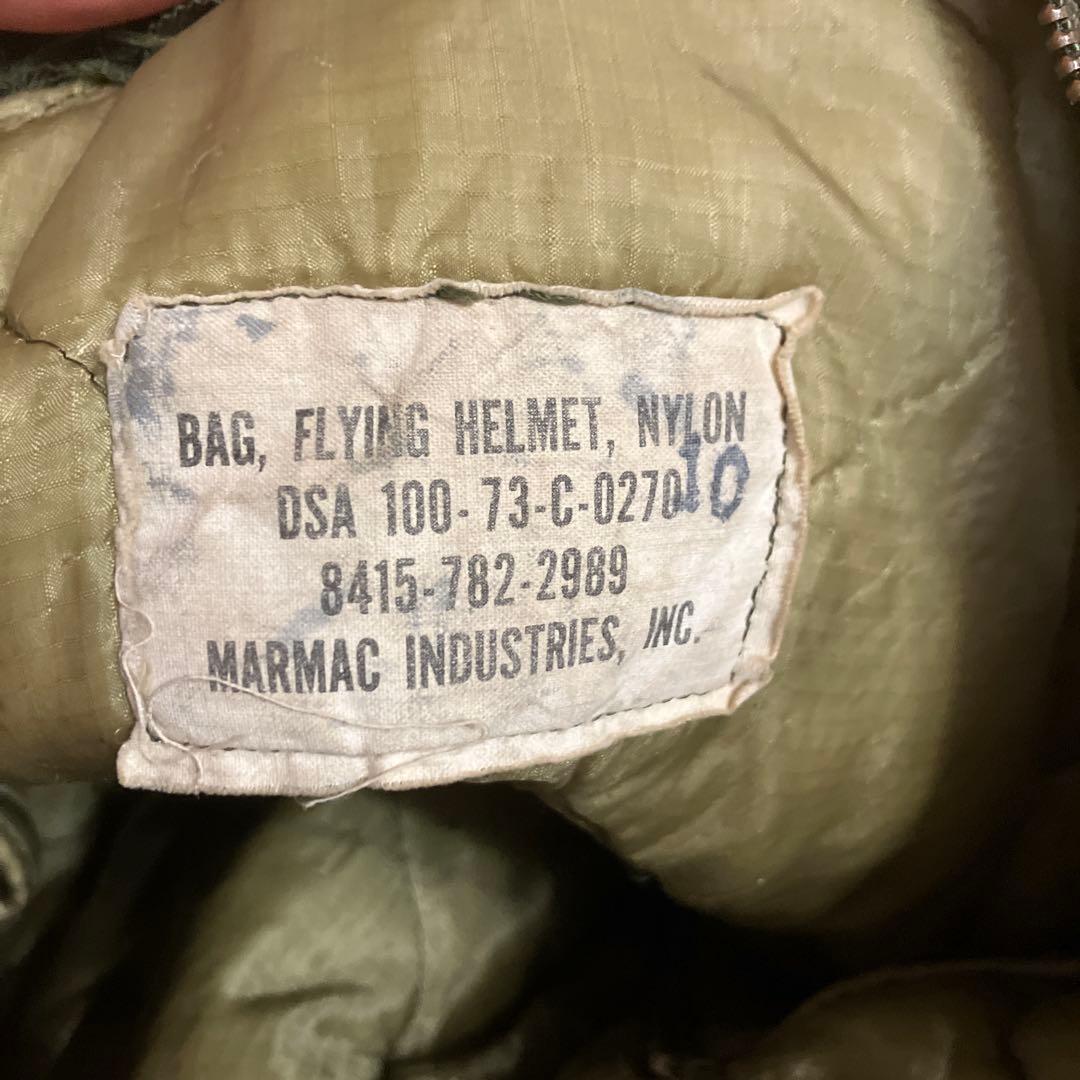 BAG, FLYING HELMET, NYLON
DSA 100-73-C-0270
10
8415-782-2989
MARMAC INDUSTRIES, INC.